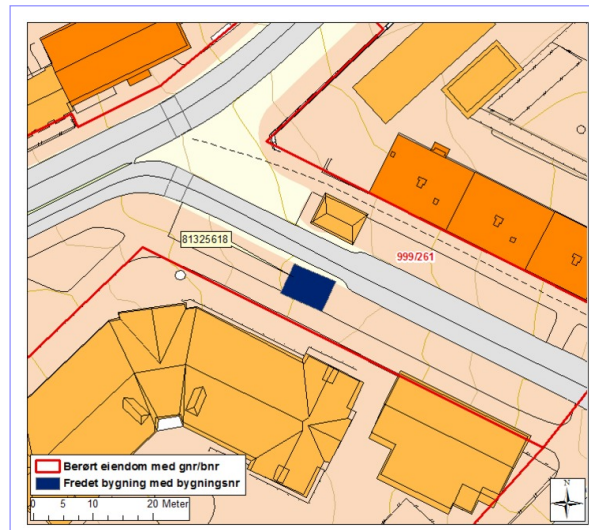 81325618
999/261
Berørt eiendom med gnr/bnr
Fredet bygning med bygningsnr
0 5 10 20 Meter
N